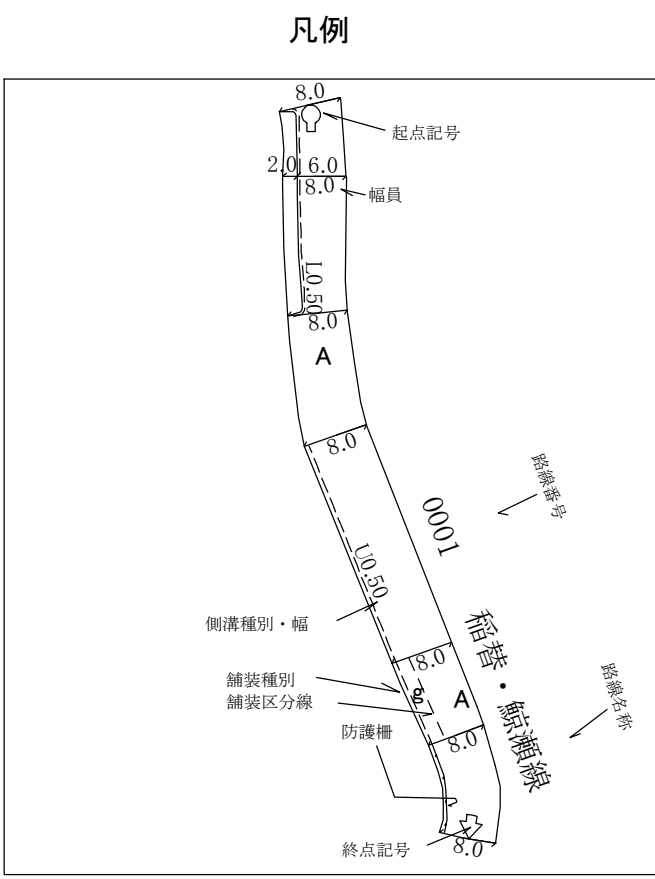 凡例
8.0
起点記号
2.0 6.0
8.0
幅員
L0.50
8.0
A
8.0
路線番号
0001
U0.50
側溝種別・幅
稲替・鯨瀬線
8.0
路線名称
舗装種別
g
A
舗装区分線
防護柵
8.0
終点記号
8.0